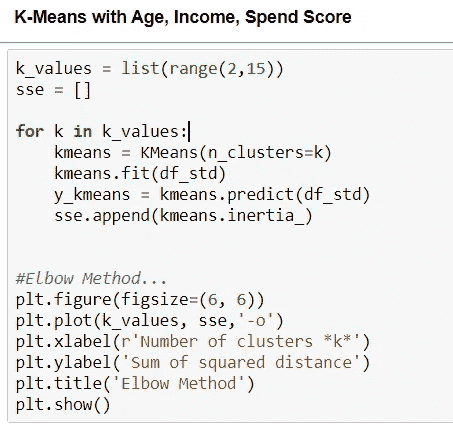 K-Means with Age, Income, Spend Score
k_values = list(range(2,15))
sse = []
for k in k_values:
    kmeans = KMeans(n_clusters=k)
    kmeans.fit(df_std)
    y_kmeans = kmeans.predict(df_std)
    sse.append(kmeans.inertia_)
#Elbow Method...
plt.figure(figsize=(6, 6))
plt.plot(k_values, sse,'-o')
plt.xlabel(r'Number of clusters *k*')
plt.ylabel('Sum of squared distance')
plt.title('Elbow Method')
plt.show()